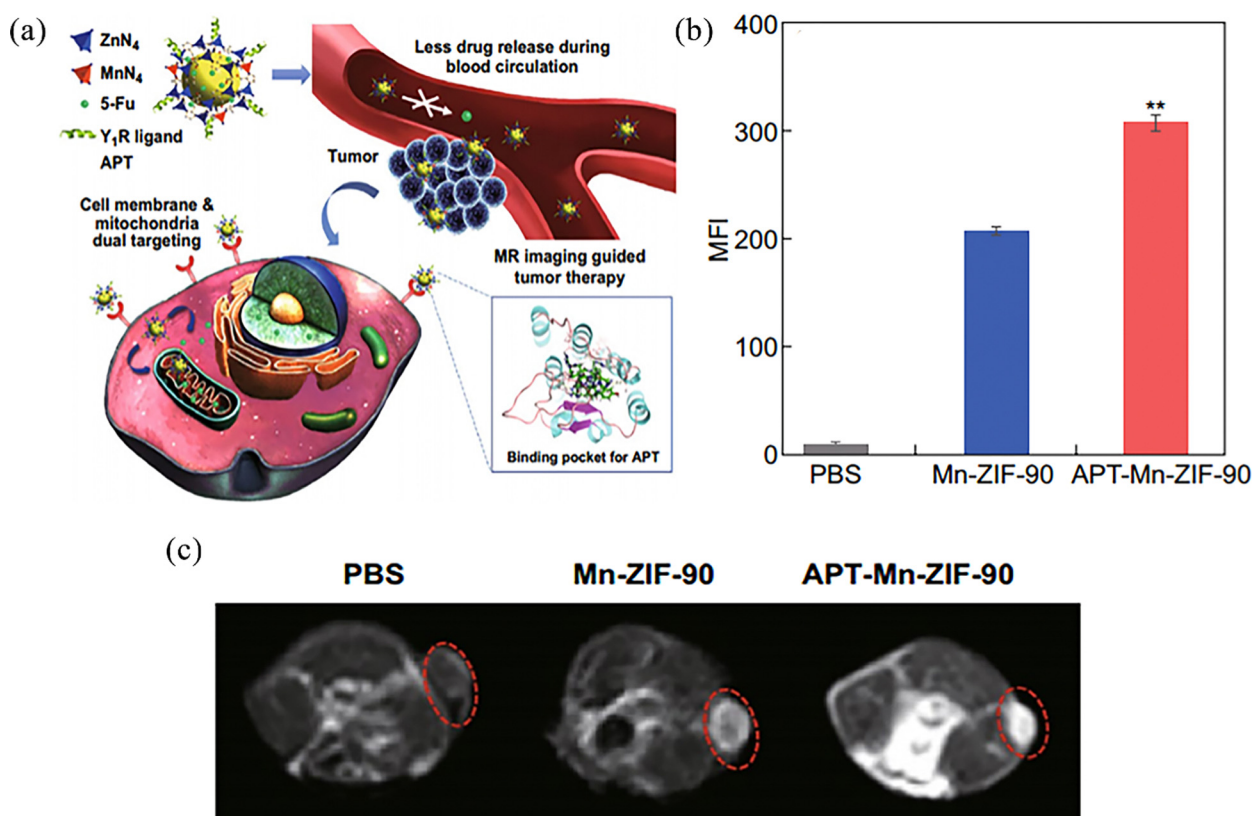 (a)
ZnN4
MnN4
5-Fu
Y1R ligand
APT
Less drug release during
blood circulation
Tumor
Cell membrane &
mitochondria
dual targeting
MR imaging guided
tumor therapy
Binding pocket for APT
(b)
MFI
400
300
200
100
0
**
PBS
Mn-ZIF-90
APT-Mn-ZIF-90
(c)
PBS
Mn-ZIF-90
APT-Mn-ZIF-90